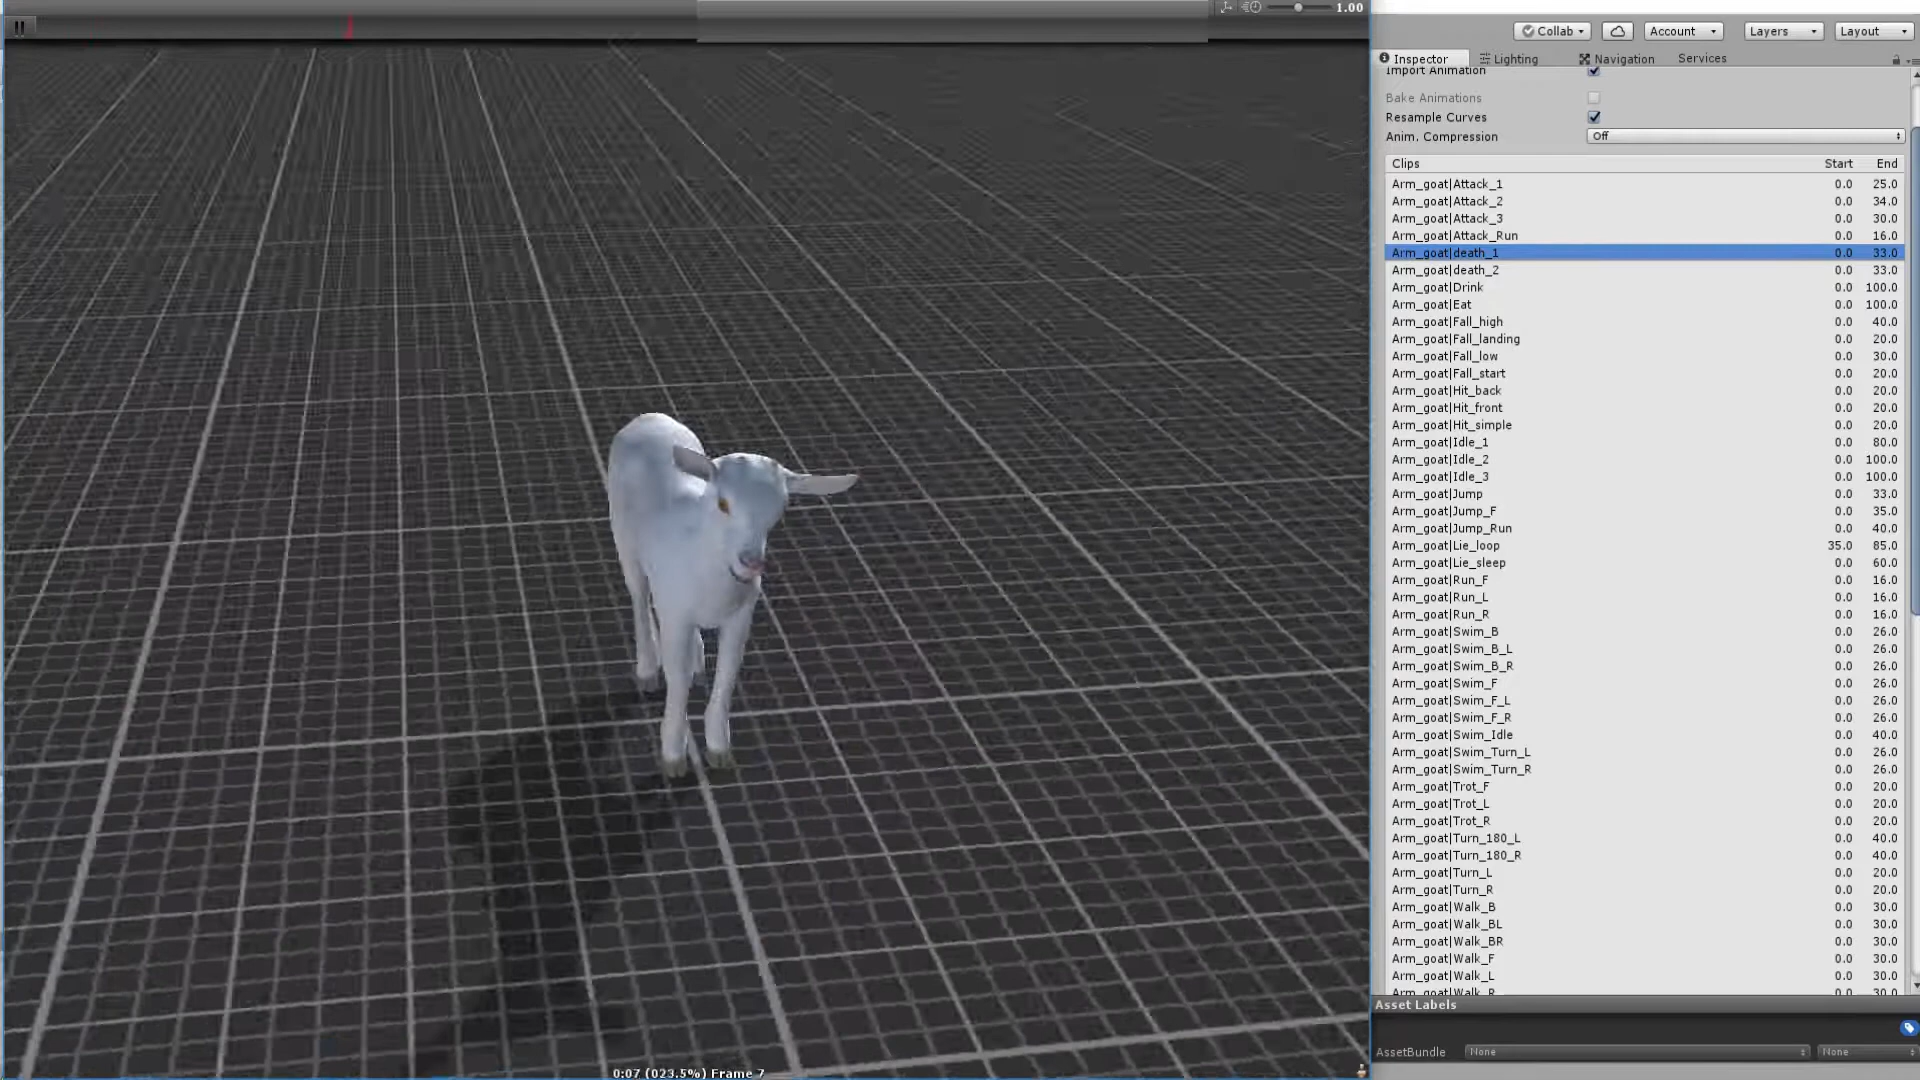 1.00
Collab
Account
Layers
Layout
Inspector
Lighting
Navigation
Services
Import Animation
Bake Animations
Resample Curves
Anim. Compression Off
Clips Start End
Arm_goat|Attack_1 0.0 25.0
Arm_goat|Attack_2 0.0 34.0
Arm_goat|Attack_3 0.0 30.0
Arm_goat|Attack_Run 0.0 16.0
Arm_goat|death_1 0.0 33.0
Arm_goat|death_2 0.0 33.0
Arm_goat|Drink 0.0 100.0
Arm_goat|Eat 0.0 100.0
Arm_goat|Fall_high 0.0 40.0
Arm_goat|Fall_landing 0.0 20.0
Arm_goat|Fall_low 0.0 30.0
Arm_goat|Fall_start 0.0 20.0
Arm_goat|Hit_back 0.0 20.0
Arm_goat|Hit_front 0.0 20.0
Arm_goat|Hit_simple 0.0 20.0
Arm_goat|Idle_1 0.0 80.0
Arm_goat|Idle_2 0.0 100.0
Arm_goat|Idle_3 0.0 100.0
Arm_goat|Jump 0.0 33.0
Arm_goat|Jump_F 0.0 35.0
Arm_goat|Jump_Run 0.0 40.0
Arm_goat|Lie_loop 35.0 85.0
Arm_goat|Lie_sleep 0.0 60.0
Arm_goat|Run_F 0.0 16.0
Arm_goat|Run_L 0.0 16.0
Arm_goat|Run_R 0.0 16.0
Arm_goat|Swim_B 0.0 26.0
Arm_goat|Swim_B_L 0.0 26.0
Arm_goat|Swim_B_R 0.0 26.0
Arm_goat|Swim_F 0.0 26.0
Arm_goat|Swim_F_L 0.0 26.0
Arm_goat|Swim_F_R 0.0 26.0
Arm_goat|Swim_Idle 0.0 40.0
Arm_goat|Swim_Turn_L 0.0 26.0
Arm_goat|Swim_Turn_R 0.0 26.0
Arm_goat|Trot_F 0.0 20.0
Arm_goat|Trot_L 0.0 20.0
Arm_goat|Trot_R 0.0 20.0
Arm_goat|Turn_180_L 0.0 40.0
Arm_goat|Turn_180_R 0.0 40.0
Arm_goat|Turn_L 0.0 20.0
Arm_goat|Turn_R 0.0 20.0
Arm_goat|Walk_B 0.0 30.0
Arm_goat|Walk_BL 0.0 30.0
Arm_goat|Walk_BR 0.0 30.0
Arm_goat|Walk_F 0.0 30.0
Arm_goat|Walk_L 0.0 30.0
Arm_goat|Walk_R 0.0 30.0
Asset Labels
AssetBundle None None
0:07 (023.5%) Frame 7